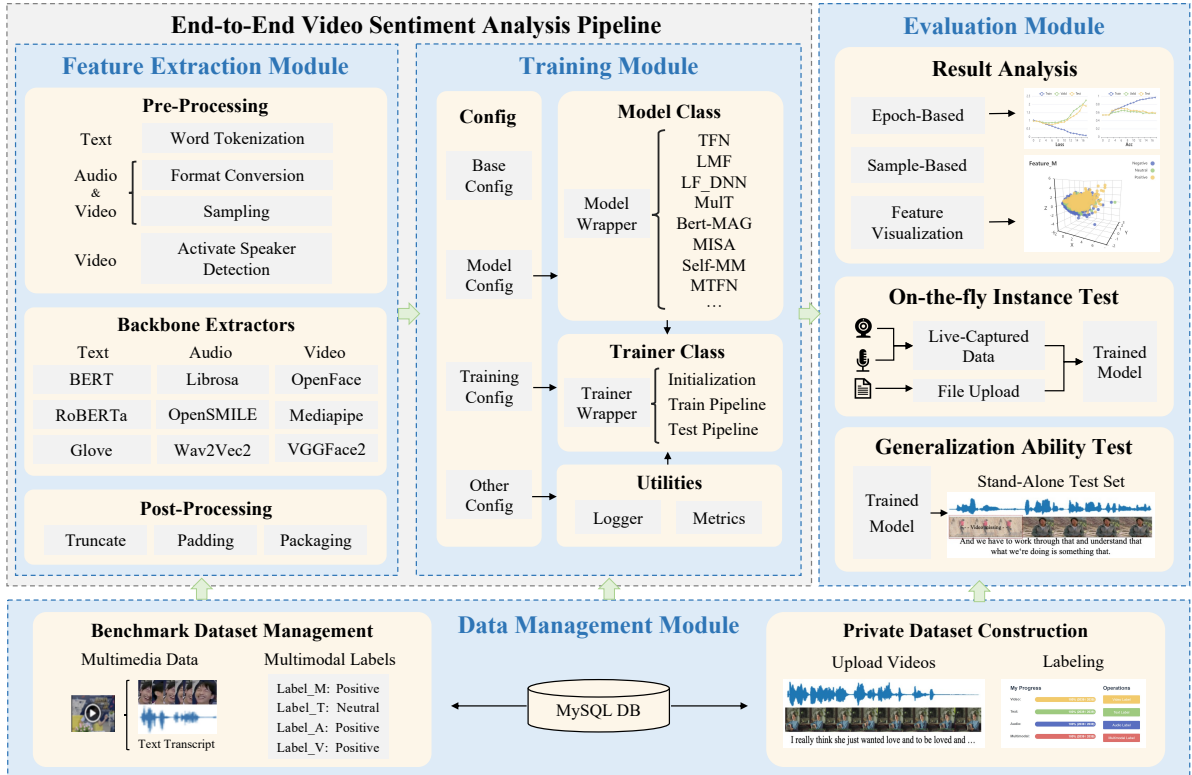 End-to-End Video Sentiment Analysis Pipeline
Feature Extraction Module
Pre-Processing
Text
Word Tokenization
Audio
&
Video
Format Conversion
Sampling
Video
Activate Speaker
Detection
Backbone Extractors
Text Audio Video
BERT Librosa OpenFace
RoBERTa OpenSMILE Mediapipe
Glove Wav2Vec2 VGGFace2
Post-Processing
Truncate Padding Packaging
Training Module
Config
Base
Config
Model
Config
Training
Config
Other
Config
Model Class
Model
Wrapper
TFN
LMF
LF_DNN
MulT
Bert-MAG
MISA
Self-MM
MTFN
…
Trainer Class
Trainer
Wrapper
Initialization
Train Pipeline
Test Pipeline
Utilities
Logger Metrics
Evaluation Module
Result Analysis
Epoch-Based
Sample-Based
Feature
Visualization
Loss
Acc
Feature_M
Negative
Neutral
Positive
On-the-fly Instance Test
Live-Captured
Data
File Upload
Trained
Model
Generalization Ability Test
Trained
Model
Stand-Alone Test Set
And we have to work through that and understand that
what we're doing is something that.
Data Management Module
Benchmark Dataset Management
Multimedia Data
Text Transcript
Multimodal Labels
Label_M: Positive
Label_T: Neutral
Label_A: Positive
Label_V: Positive
MySQL DB
Private Dataset Construction
Upload Videos
I really think she just wanted love and to be loved and …
Labeling
My Progress Operations
Video:
Text:
Audio:
Multimodal: